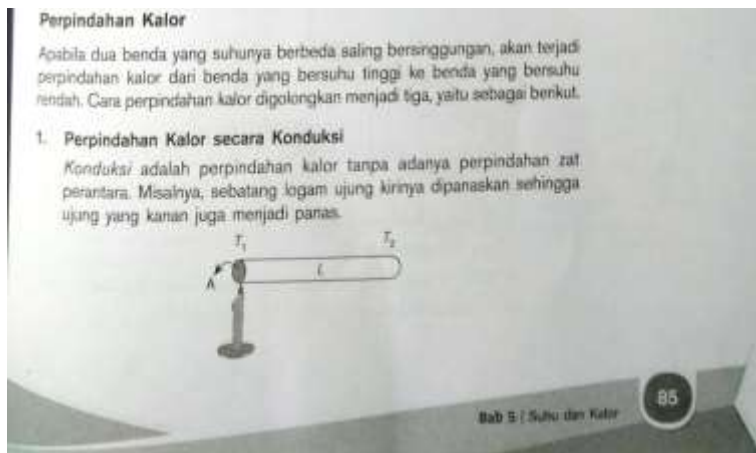 Perpindahan Kalor
Apabila dua benda yang suhunya berbeda saling bersinggungan, akan terjadi
perpindahan kalor dari benda yang bersuhu tinggi ke benda yang bersuhu
rendah. Cara perpindahan kalor digolongkan menjadi tiga, yaitu sebagai berikut.
1. Perpindahan Kalor secara Konduksi
Konduksi adalah perpindahan kalor tanpa adanya perpindahan zat
perantara. Misalnya, sebatang logam ujung kirinya dipanaskan sehingga
ujung yang kanan juga menjadi panas.
T₁ T₂
A
Bab 5 / Suhu dan Kalor 85